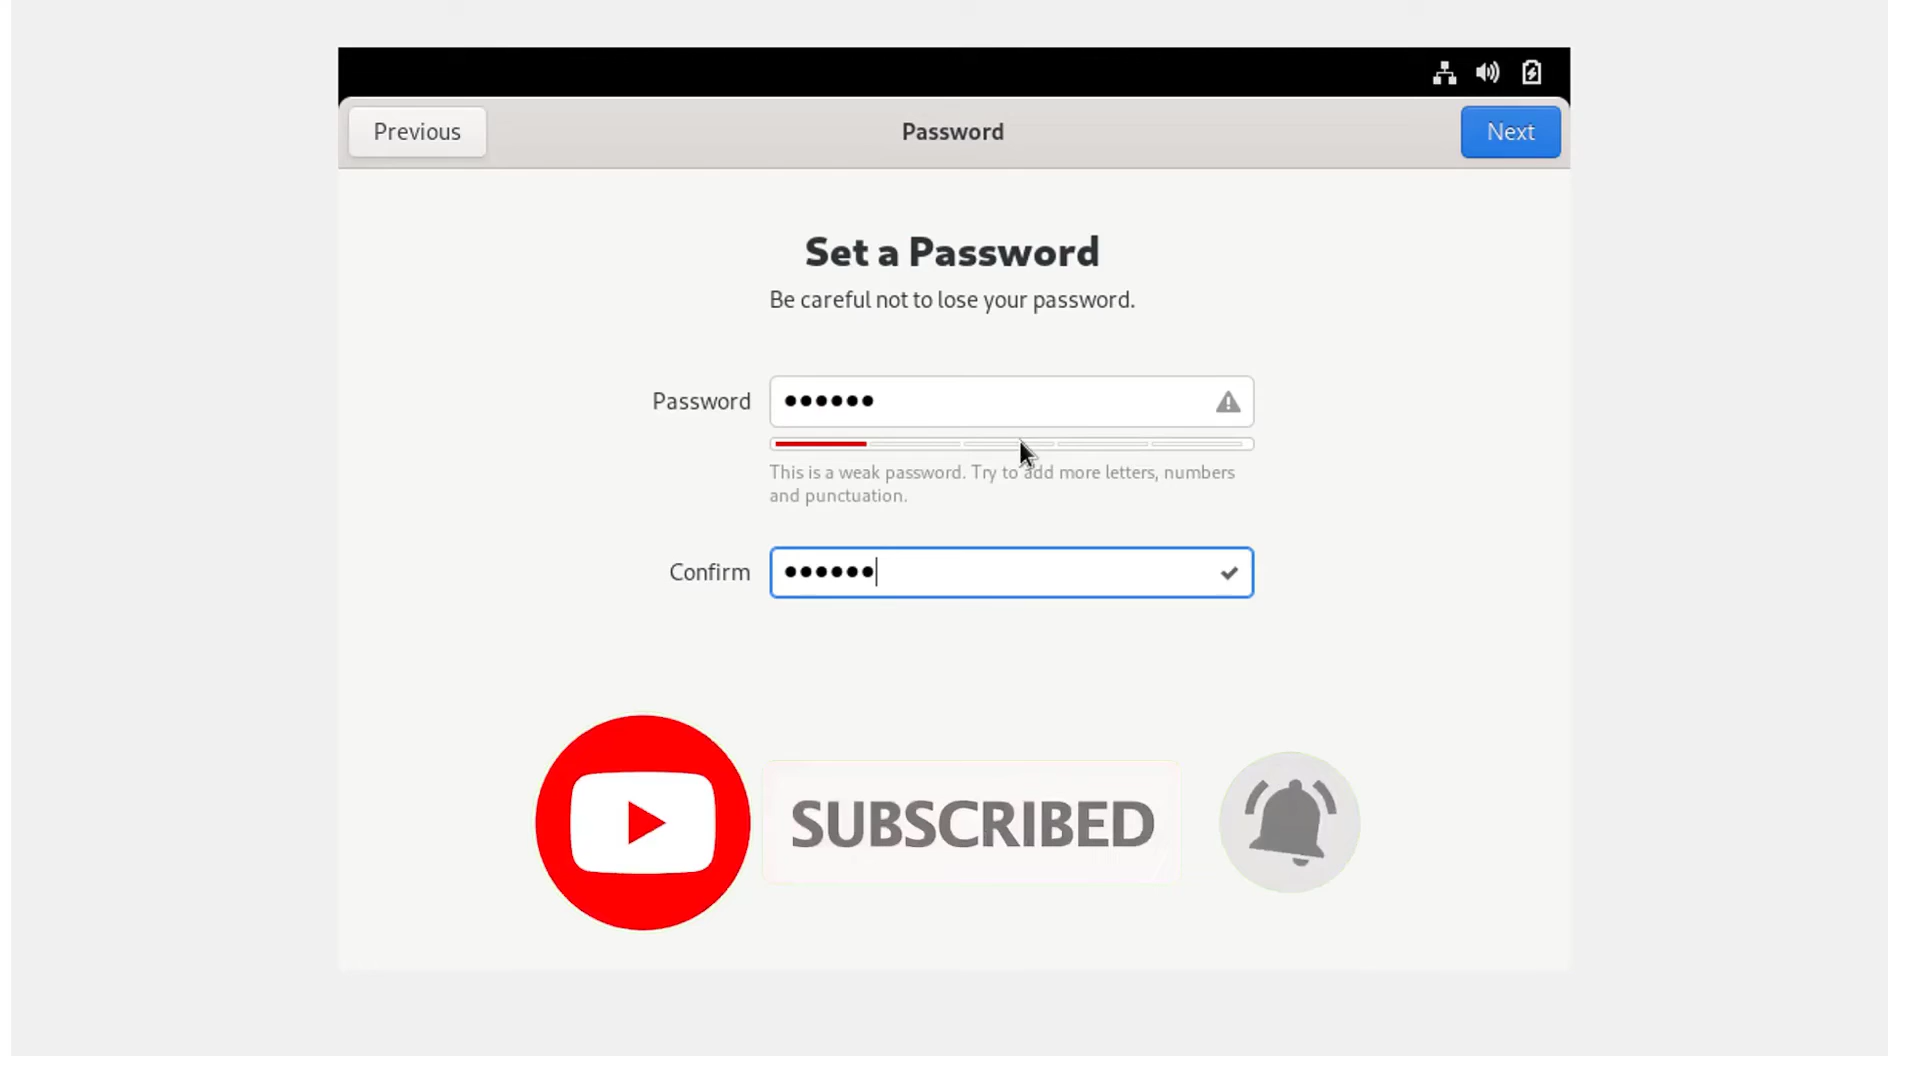 Previous
Password
Next
Set a Password
Be careful not to lose your password.
Password
This is a weak password. Try to add more letters, numbers
and punctuation.
Confirm
SUBSCRIBED